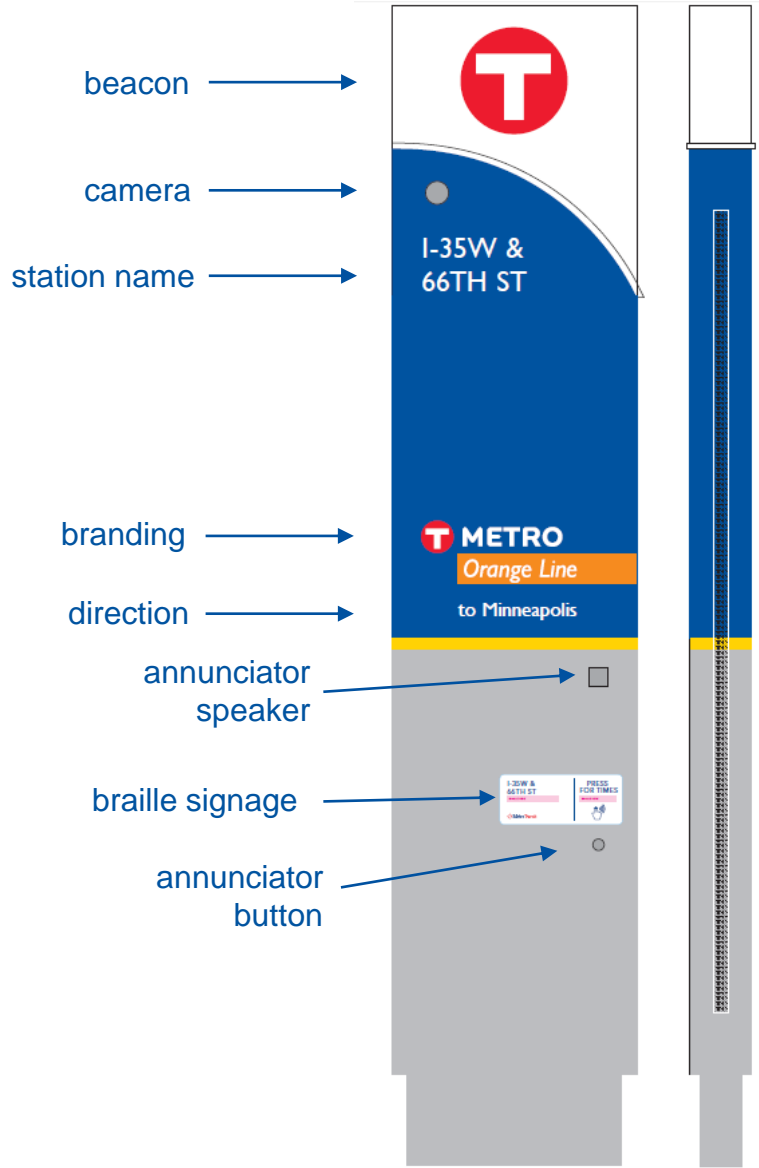 beacon
T
camera
station name
I-35W &
66TH ST
branding
T METRO
Orange Line
direction
to Minneapolis
annunciator
speaker
braille signage
I-35W &
66TH ST
PRESS
FOR TIMES
MetroTransit
annunciator
button